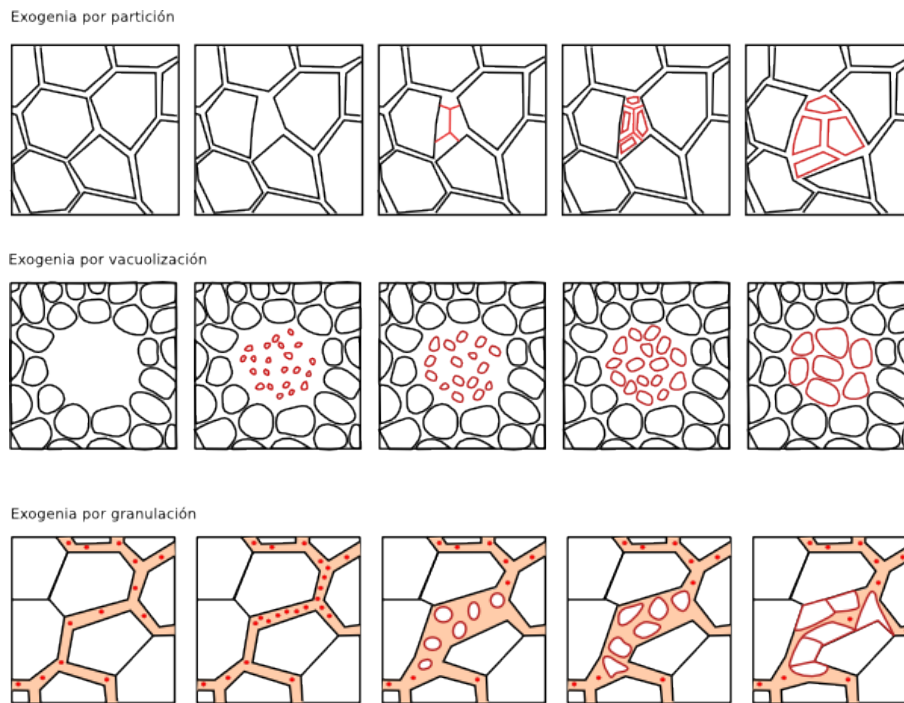 Exogenia por partición
Exogenia por vacuolización
Exogenia por granulación